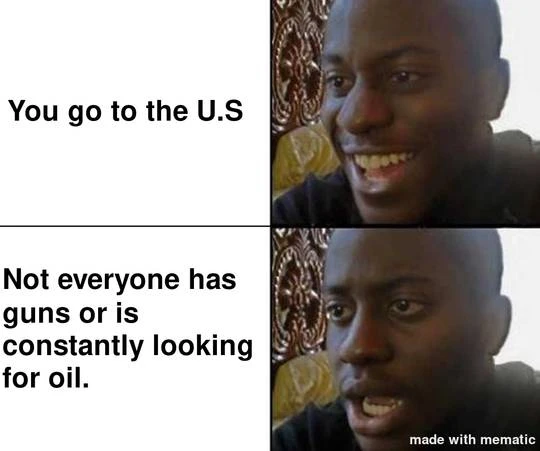 You go to the U.S
Not everyone has
guns or is
constantly looking
for oil.
made with mematic